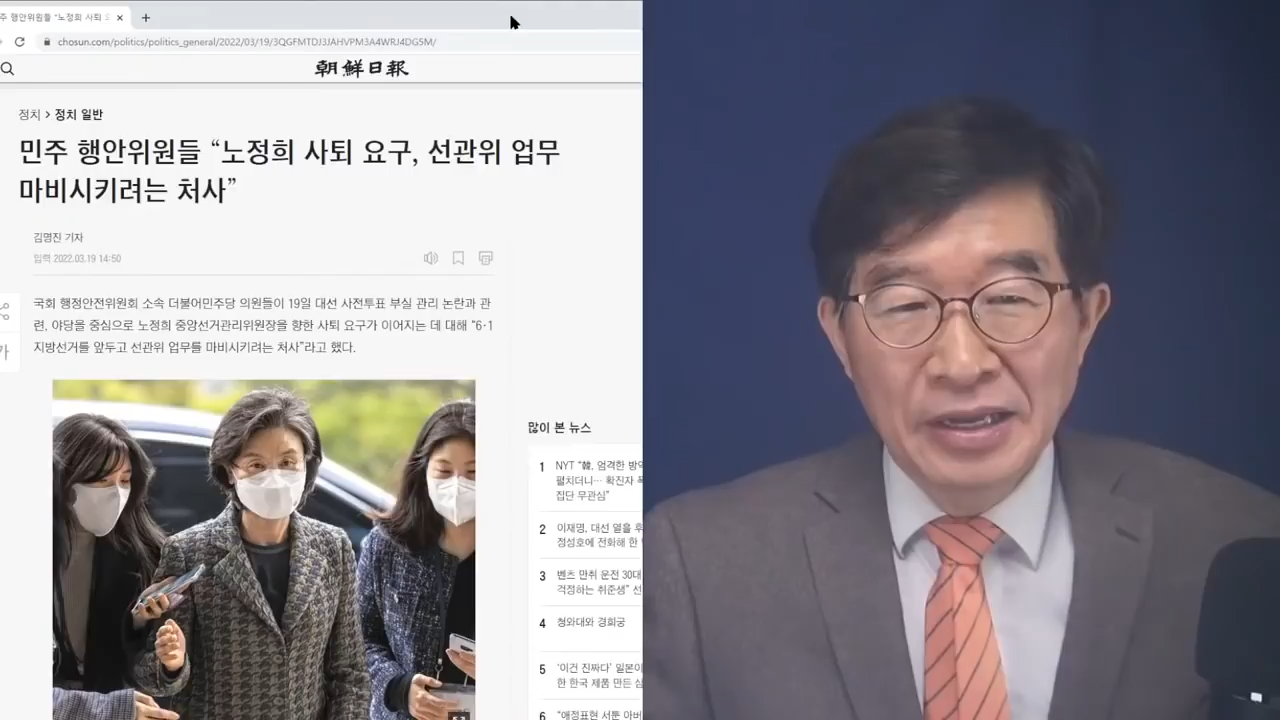 주 행안위원들 “노정희 사퇴
chosun.com/politics/politics_general/2022/03/19/3QGFMTDJ3JAHVPM3A4WRJ4DG5M/
朝鮮日報
정치 > 정치 일반
민주 행안위원들 “노정희 사퇴 요구, 선관위 업무
마비시키려는 처사”
김명진 기자
입력 2022.03.19 14:50
국회 행정안전위원회 소속 더불어민주당 의원들이 19일 대선 사전투표 부실 관리 논란과 관
련, 야당을 중심으로 노정희 중앙선거관리위원장을 향한 사퇴 요구가 이어지는 데 대해 “6·1
지방선거를 앞두고 선관위 업무를 마비시키려는 처사”라고 했다.
가
많이 본 뉴스
1 NYT “韓, 엄격한 방역
펼치더니… 확진자
집단 무관심”
2 이재명, 대선 열을
정성호에 전화해 한
3 벤츠 만취 운전 30대
걱정하는 취준생”
4 청와대와 경희궁
5 ‘이건 진짜다’
한 한국 제품 만든
6 “애정표현 서툰